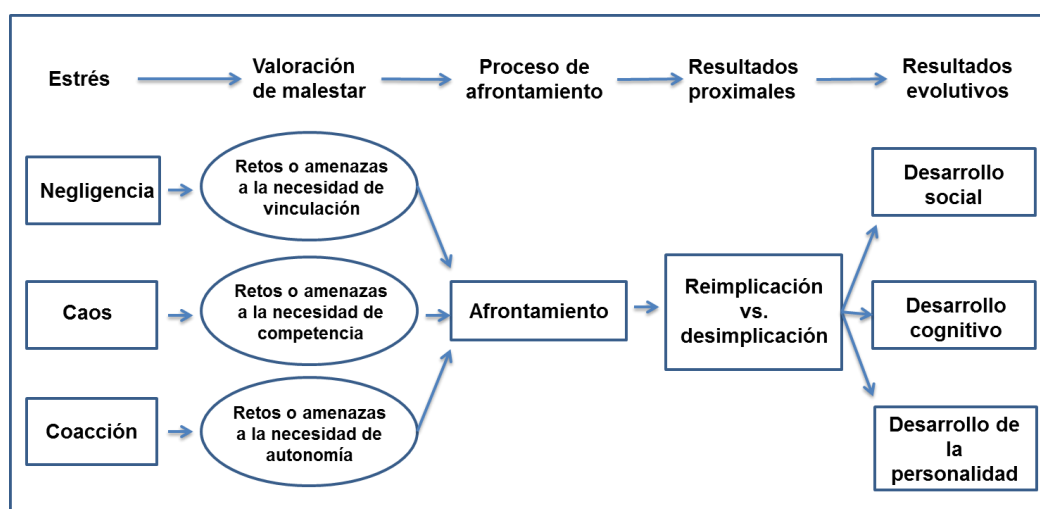 Estrés
Valoración
de malestar
Proceso de
afrontamiento
Resultados
proximales
Resultados
evolutivos
Negligencia
Retos o amenazas
a la necesidad de
vinculación
Desarrollo
social
Caos
Retos o amenazas
a la necesidad de
competencia
Afrontamiento
Reimplicación
vs.
desimplicación
Desarrollo
cognitivo
Coacción
Retos o amenazas
a la necesidad de
autonomía
Desarrollo de
la
personalidad